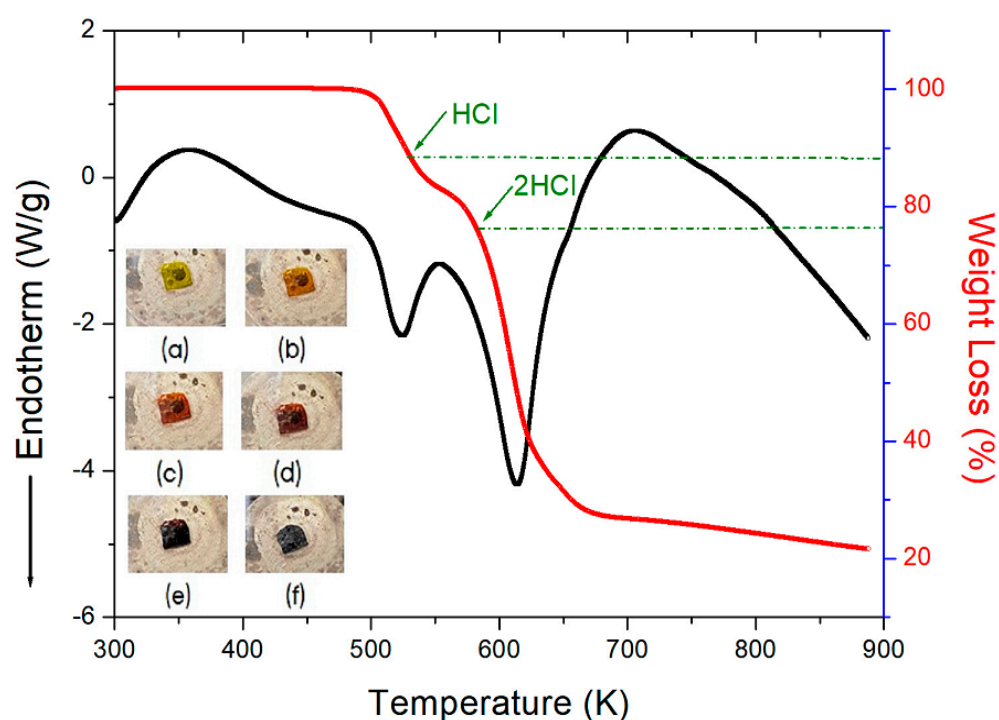 2
0
-2
-4
-6
Endotherm (W/g)
100
80
60
40
20
Weight Loss (%)
HCl
2HCl
(a)
(b)
(c)
(d)
(e)
(f)
300
400
500
600
700
800
900
Temperature (K)